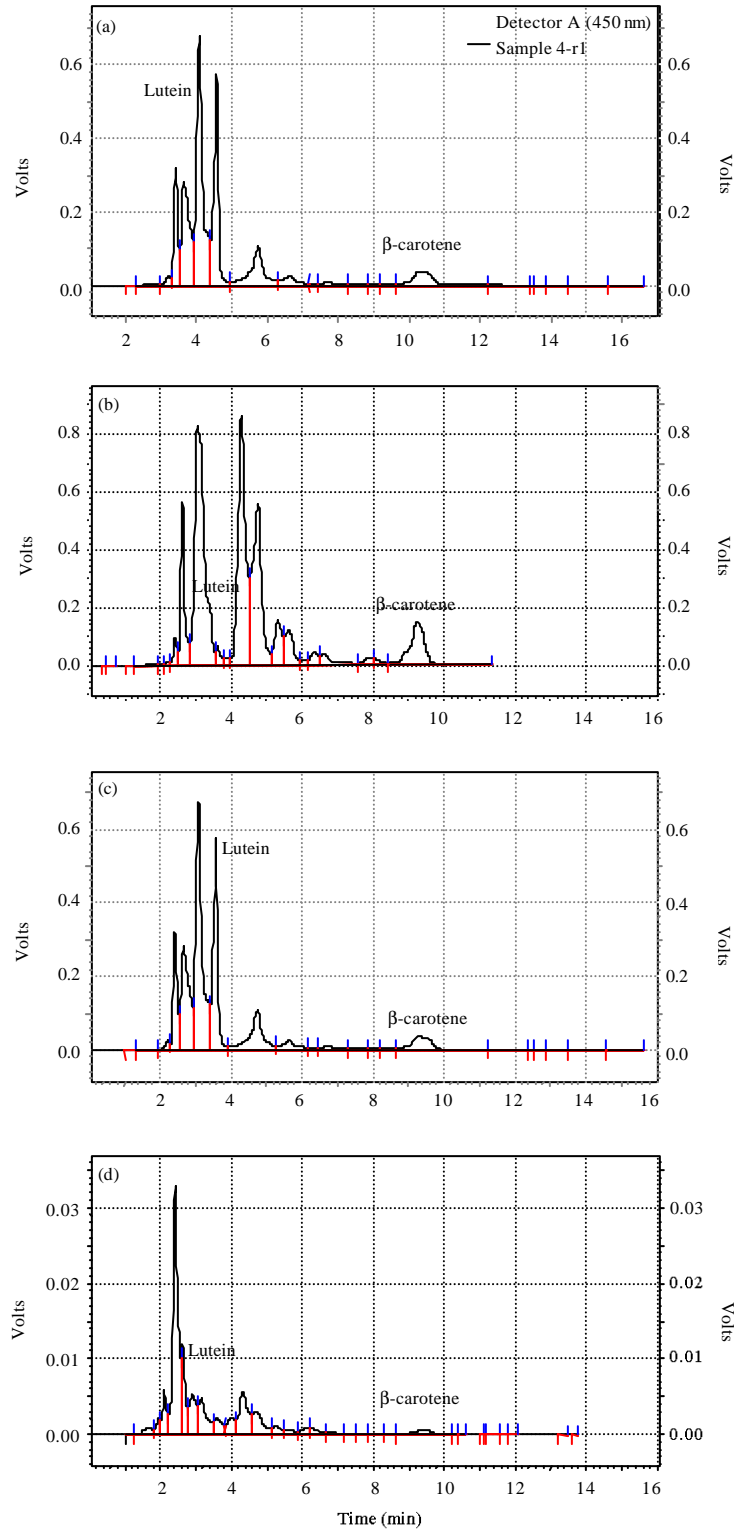 (a)
Detector A (450 nm)
Sample 4-r1
Lutein
β-carotene
Volts
Volts
0.6
0.4
0.2
0.0
0.6
0.4
0.2
0.0
2 4 6 8 10 12 14 16
(b)
Lutein
β-carotene
Volts
Volts
0.8
0.6
0.4
0.2
0.0
0.8
0.6
0.4
0.2
0.0
2 4 6 8 10 12 14 16
(c)
Lutein
β-carotene
Volts
Volts
0.6
0.4
0.2
0.0
0.6
0.4
0.2
0.0
2 4 6 8 10 12 14 16
(d)
Lutein
β-carotene
Volts
Volts
0.03
0.02
0.01
0.00
0.03
0.02
0.01
0.00
2 4 6 8 10 12 14 16
Time (min)